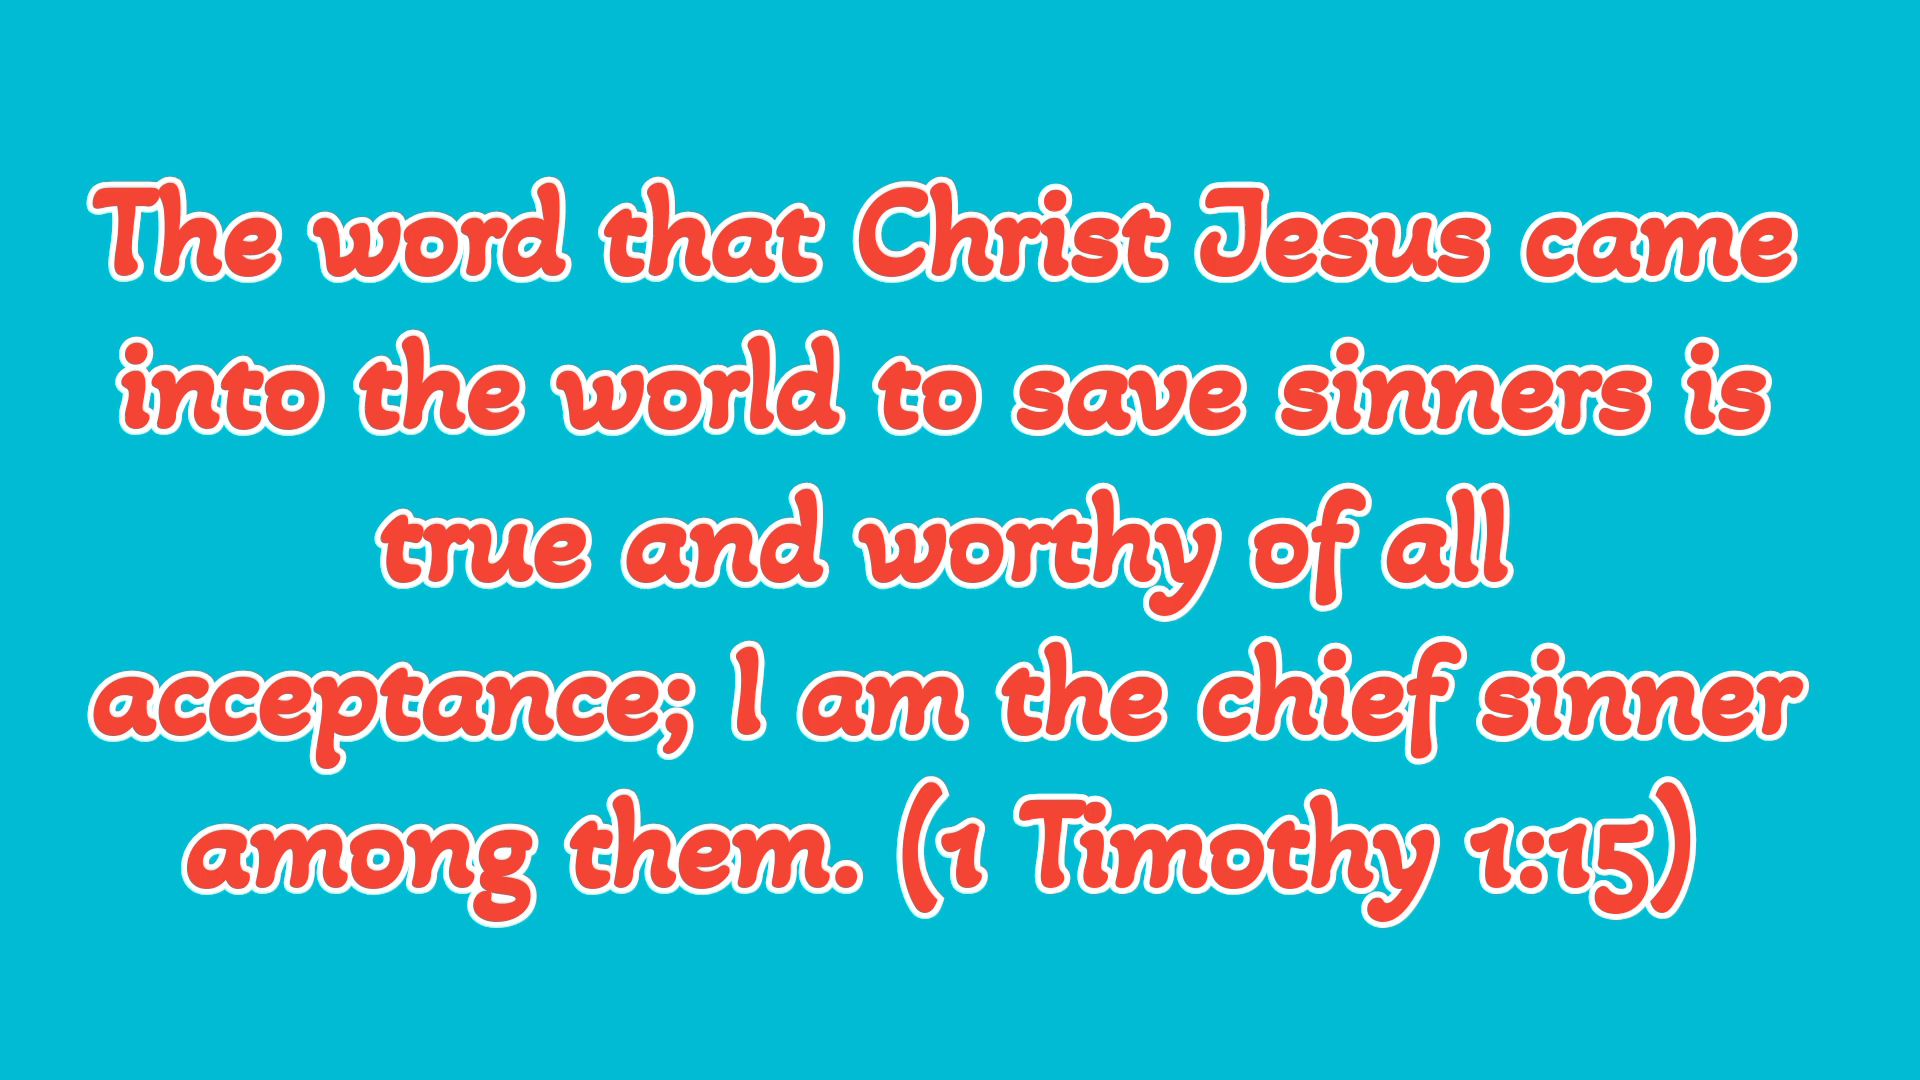 The word that Christ Jesus came
into the world to save sinners is
true and worthy of all
acceptance; I am the chief sinner
among them. (1 Timothy 1:15)